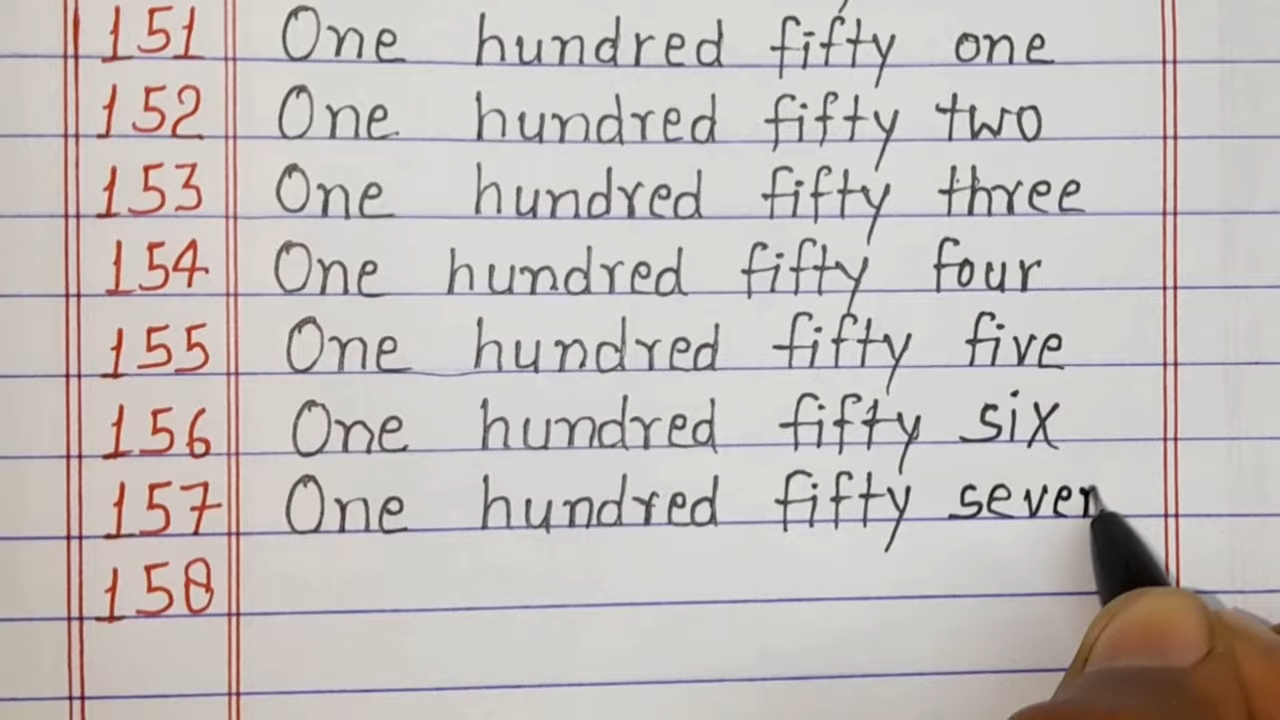 151 One hundred fifty one
152 One hundred fifty two
153 One hundred fifty three
154 One hundred fifty four
155 One hundred fifty five
156 One hundred fifty six
157 One hundred fifty seven
158